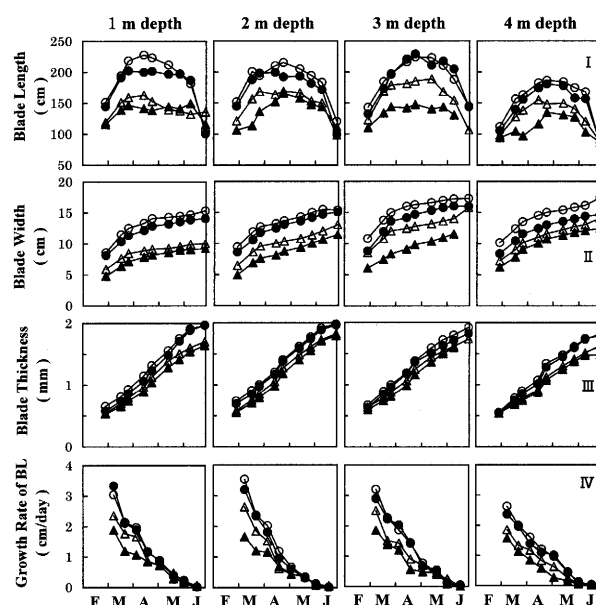 1 m depth 2 m depth 3 m depth 4 m depth
Blade Length
( cm )
250
200
150
100
50
I
Blade Width
( cm )
20
15
10
5
0
II
Blade Thickness
( mm )
2
1
0
III
Growth Rate of BL
( cm/day )
4
3
2
1
0
IV
F M A M J F M A M J F M A M J F M A M J